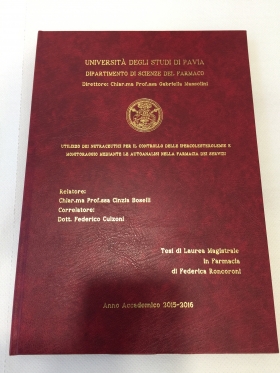 UNIVERSITÀ DEGLI STUDI DI PAVIA
DIPARTIMENTO DI SCIENZE DEL FARMACO
Direttore: Chiar.ma Prof.ssa Gabriella Massolini
UTILIZZO DEI NUTRACEUTICI PER IL CONTROLLO DELLE IPERCOLESTEROLEMIE E
MONITORAGGIO MEDIANTE LE AUTOANALISI NELLA FARMACIA DEI SERVIZI
Relatore:
Chiar.ma Prof.ssa Cinzia Boselli
Correlatore:
Dott. Federico Culzoni
Tesi di Laurea Magistrale
in Farmacia
di Federica Roncoroni
Anno Accademico 2015-2016